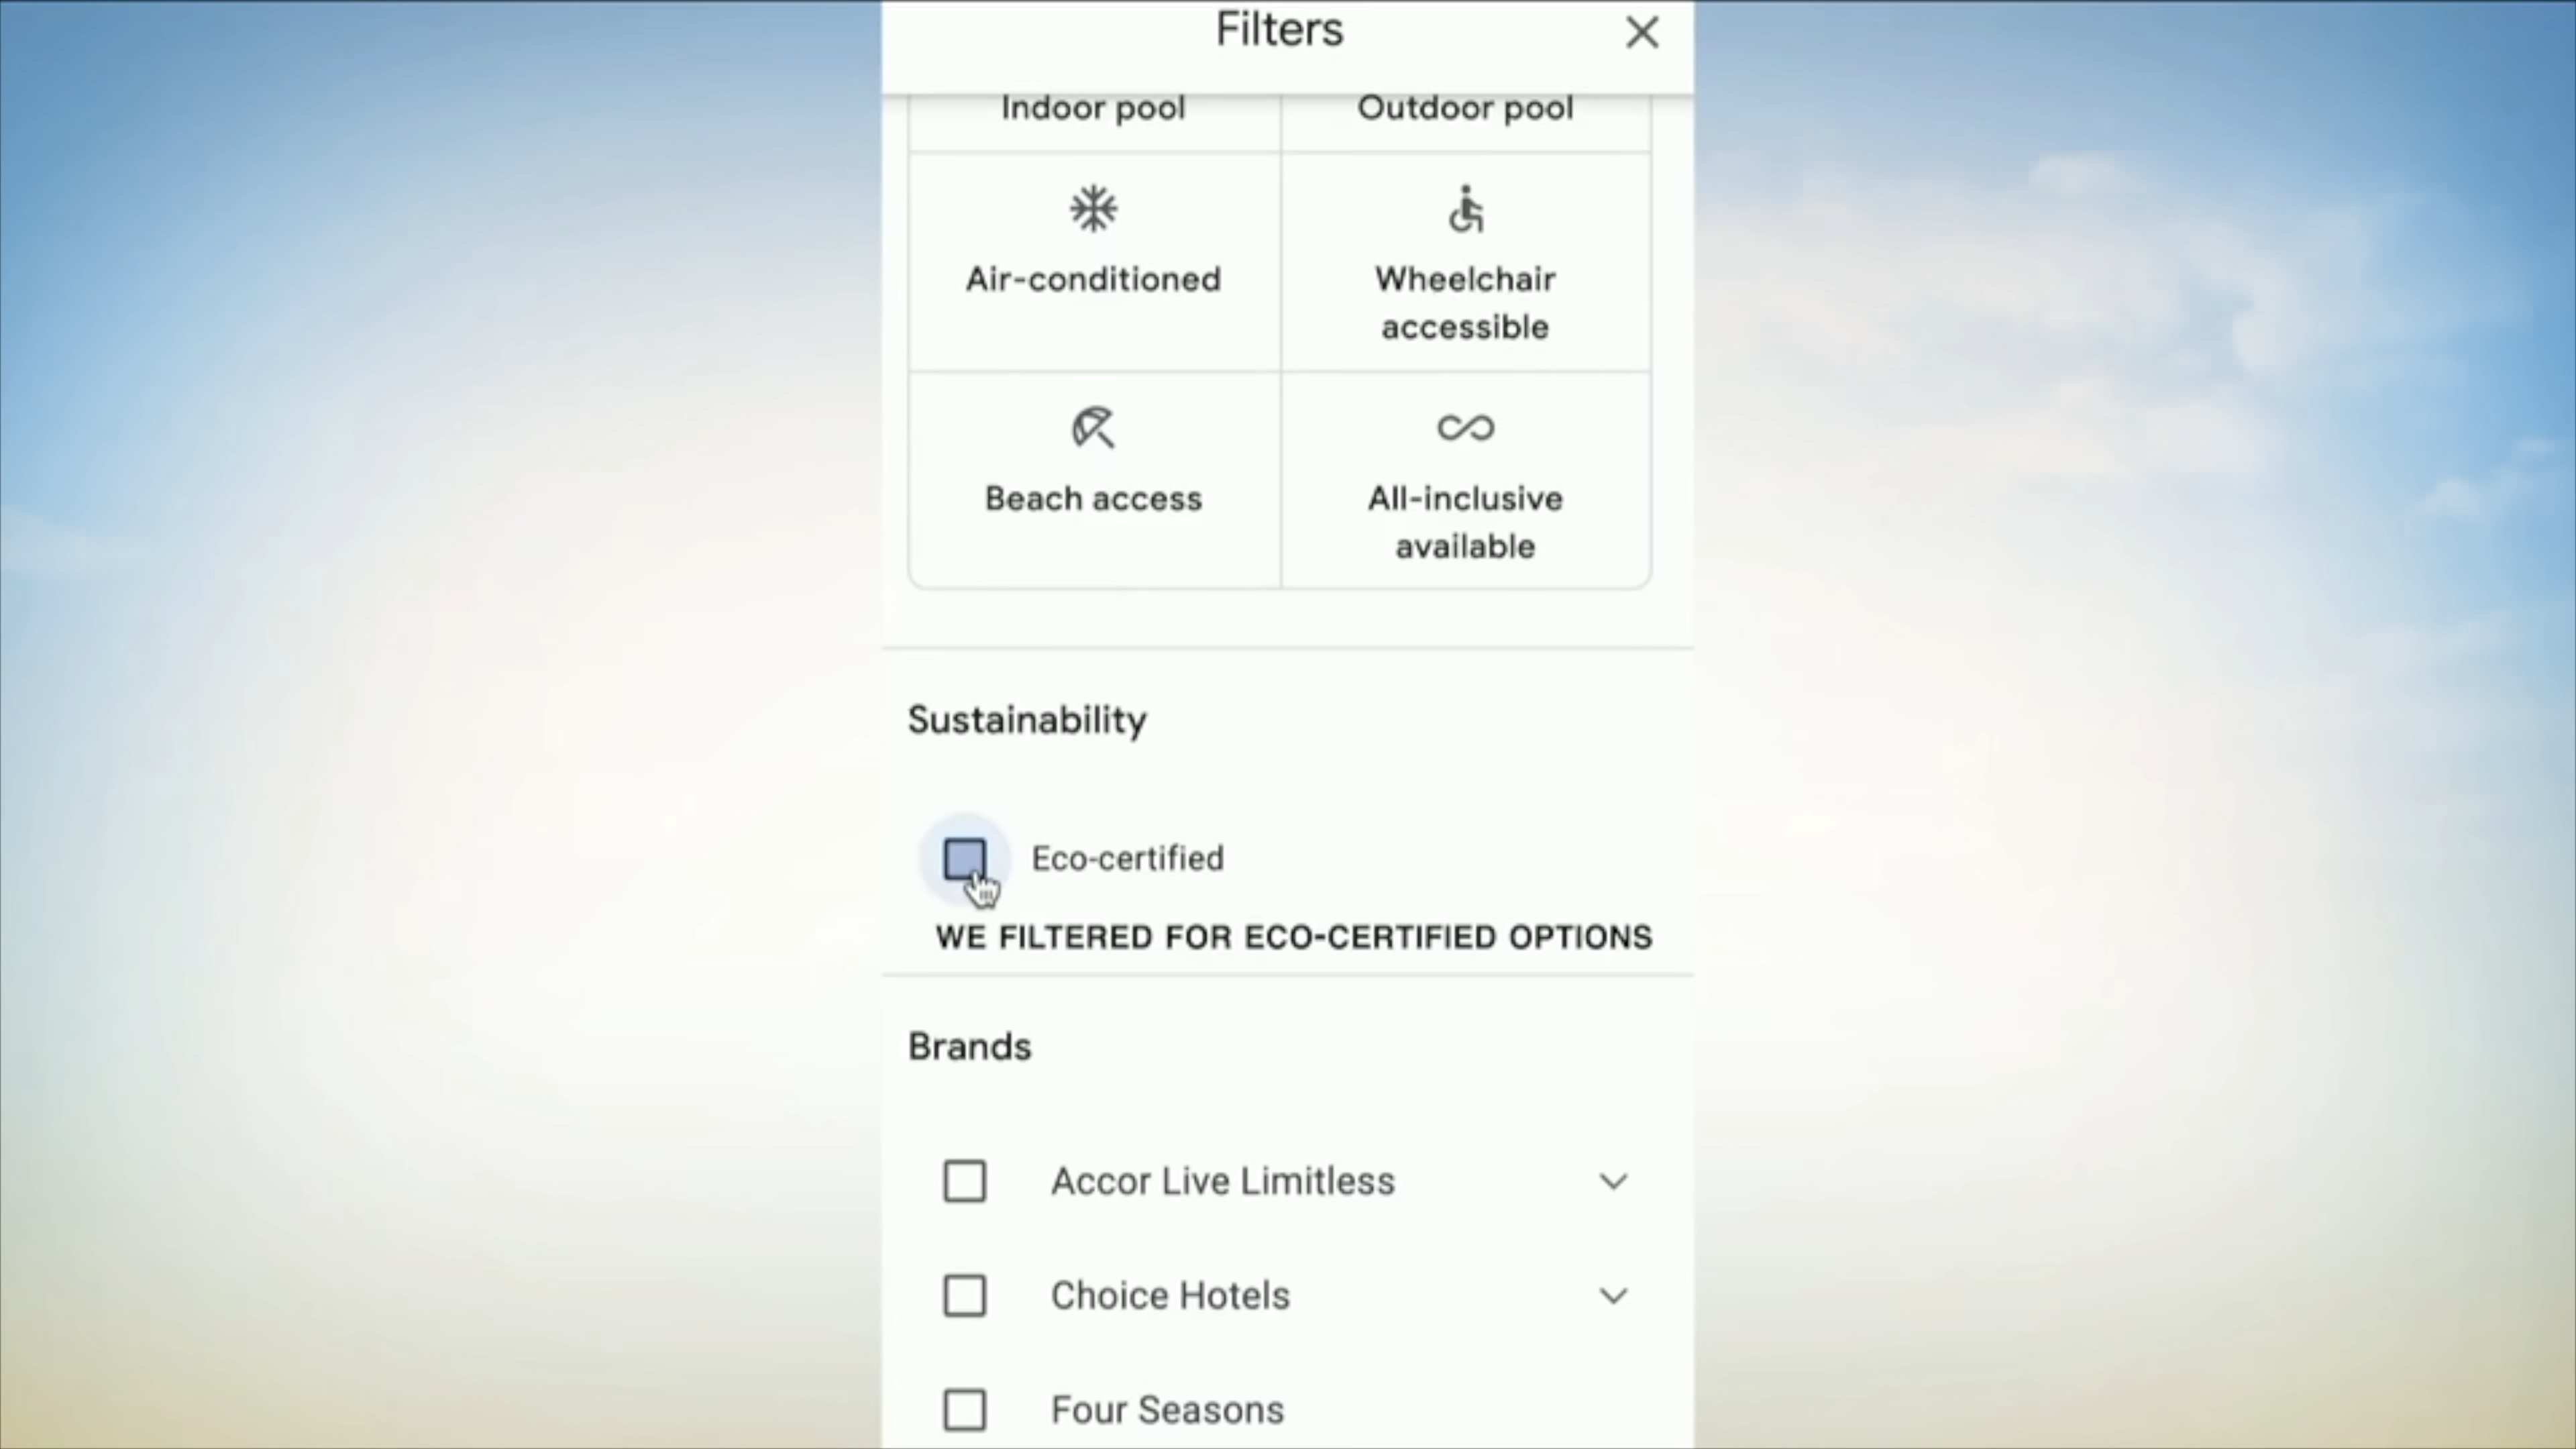 Filters
Indoor pool
Outdoor pool
Air-conditioned
Wheelchair
accessible
Beach access
All-inclusive
available
Sustainability
Eco-certified
WE FILTERED FOR ECO-CERTIFIED OPTIONS
Brands
Accor Live Limitless
Choice Hotels
Four Seasons